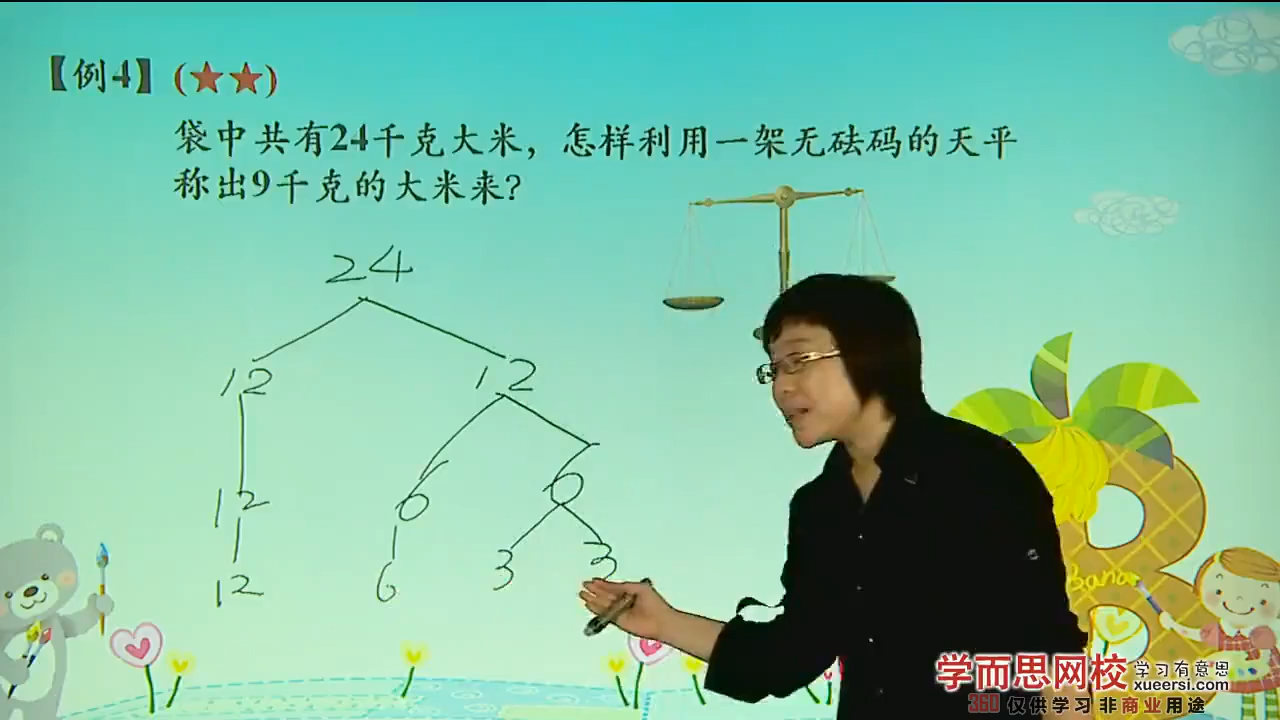 【例4】(★★)
袋中共有24千克大米，怎样利用一架无砝码的天平
称出9千克的大米来？
24
12 12
12 6 6
12 6 3 3
Bana
学而思网校 学习有意思
xueersi.com
360 仅供学习 非商业用途